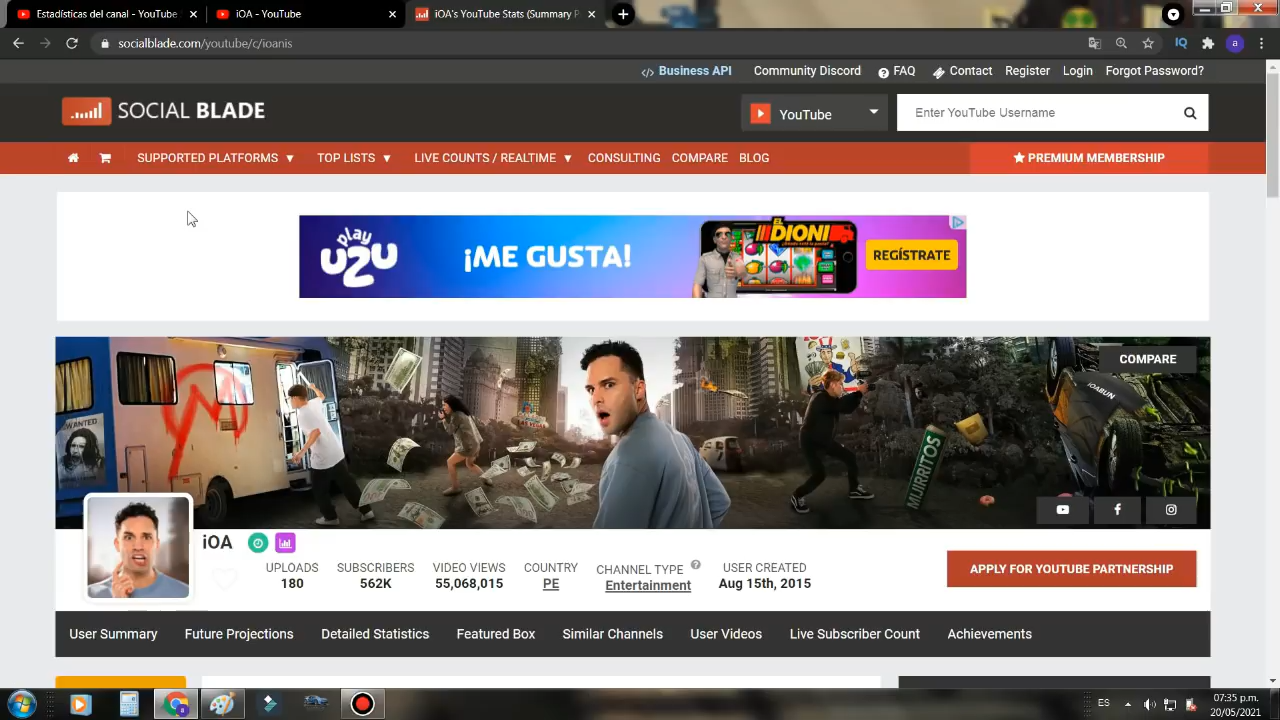 Estadísticas del canal - YouTube
iOA - YouTube
iOA's YouTube Stats (Summary P
socialblade.com/youtube/c/ioanis
IQ
a
Business API
Community Discord
FAQ
Contact
Register
Login
Forgot Password?
SOCIAL BLADE
YouTube
Enter YouTube Username
SUPPORTED PLATFORMS
TOP LISTS
LIVE COUNTS / REALTIME
CONSULTING
COMPARE
BLOG
PREMIUM MEMBERSHIP
play
u2u
¡ME GUSTA!
EL
DIONI
REGÍSTRATE
COMPARE
WANTED
IOABUN
MIJIRRITOS
iOA
UPLOADS
180
SUBSCRIBERS
562K
VIDEO VIEWS
55,068,015
COUNTRY
PE
CHANNEL TYPE
Entertainment
USER CREATED
Aug 15th, 2015
APPLY FOR YOUTUBE PARTNERSHIP
User Summary
Future Projections
Detailed Statistics
Featured Box
Similar Channels
User Videos
Live Subscriber Count
Achievements
ES
07:35 p.m.
20/05/2021